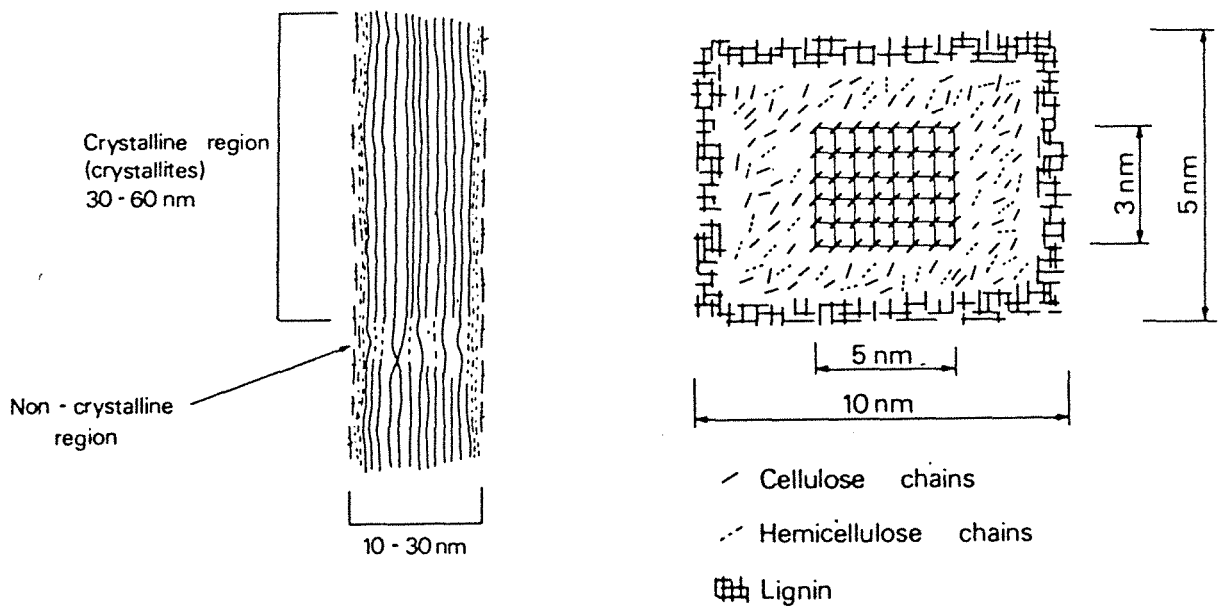 Crystalline region
(crystallites)
30 - 60 nm
Non - crystalline
region
10 - 30 nm
3 nm
5 nm
5 nm
10 nm
Cellulose chains
Hemicellulose chains
Lignin